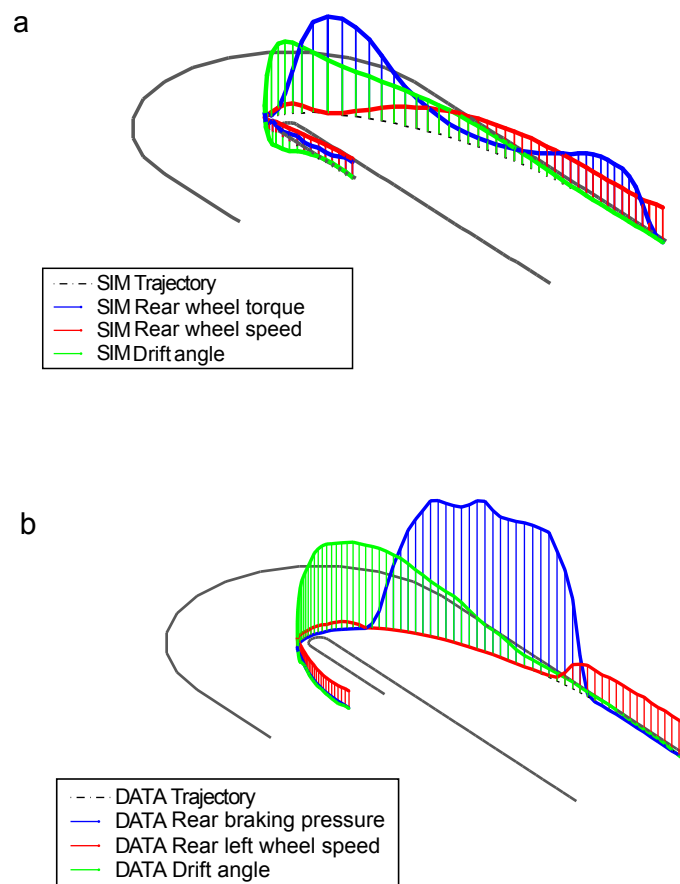 a
SIM Trajectory
SIM Rear wheel torque
SIM Rear wheel speed
SIM Drift angle
b
DATA Trajectory
DATA Rear braking pressure
DATA Rear left wheel speed
DATA Drift angle